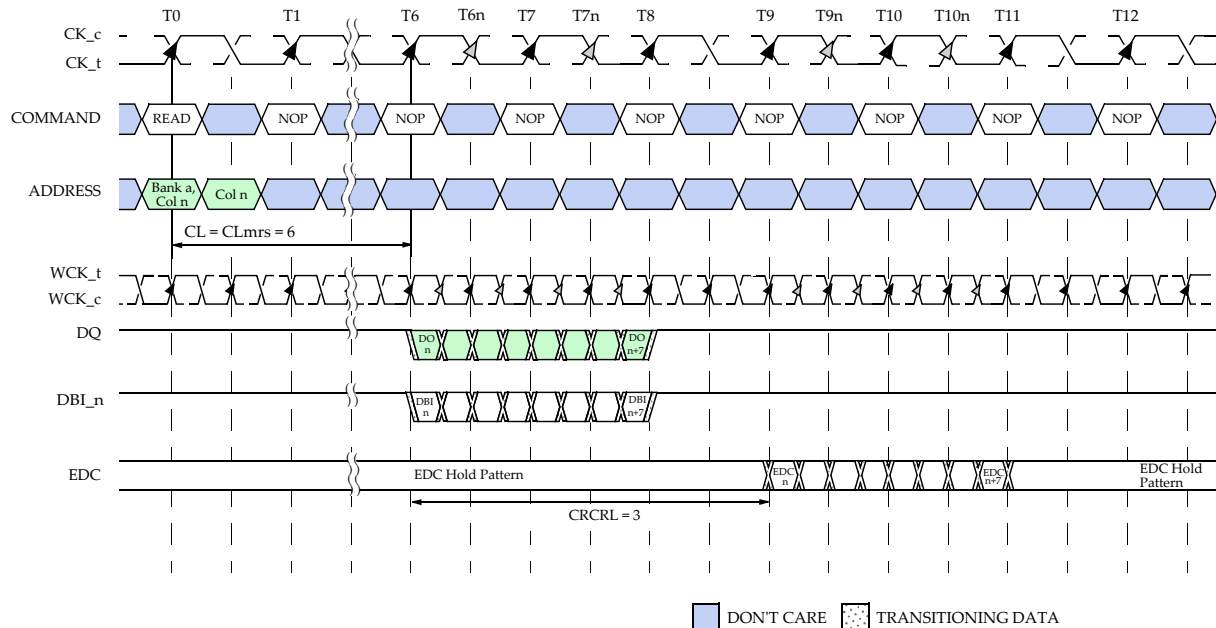 T0 T1 T6 T6n T7 T7n T8 T9 T9n T10 T10n T11 T12
CK_c
CK_t
COMMAND READ NOP NOP NOP NOP NOP NOP NOP NOP
ADDRESS Bank a, Col n Col n
CL = CLmrs = 6
WCK_t
WCK_c
DQ DO n DO n+7
DBI_n DBI n DBI n+7
EDC EDC Hold Pattern EDC n EDC n+7 EDC Hold Pattern
CRCRL = 3
DON'T CARE TRANSITIONING DATA